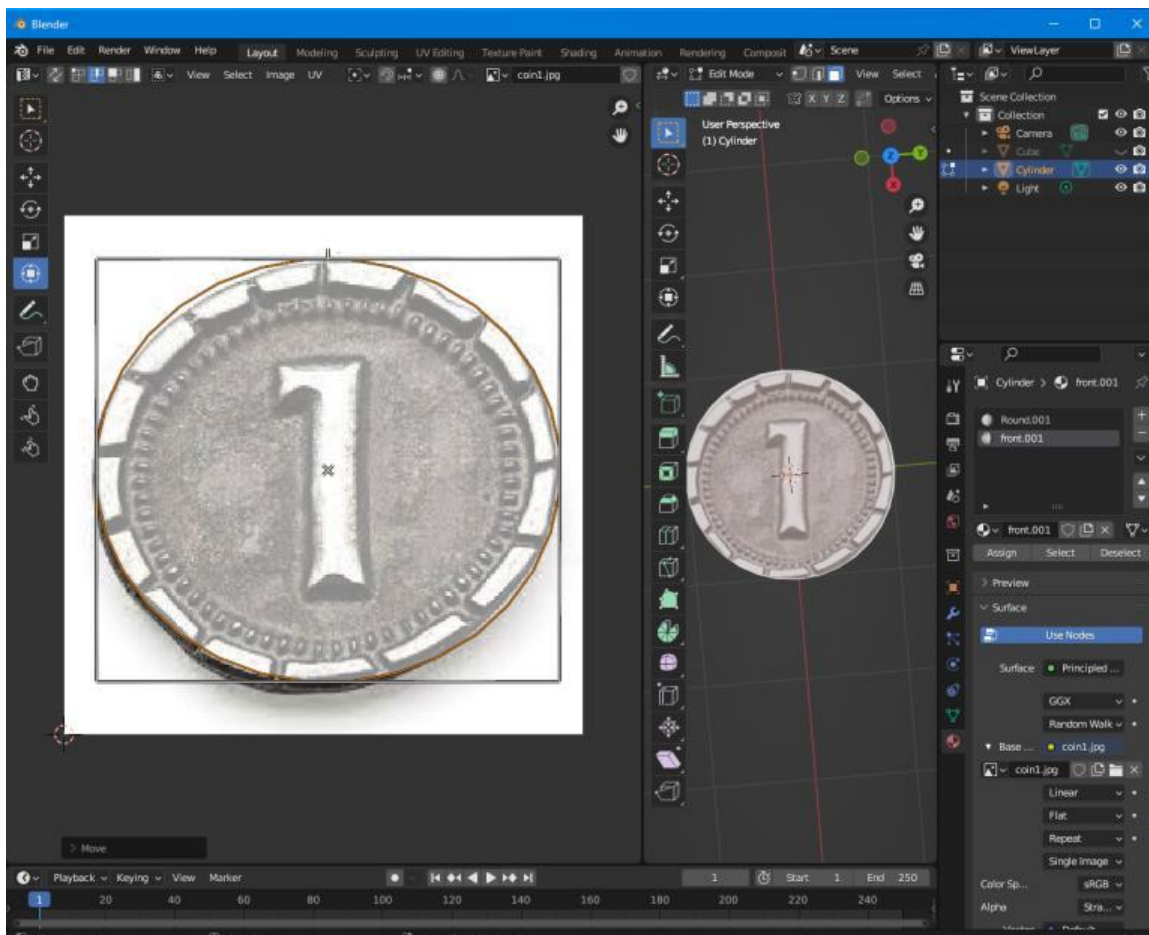 Blender
File Edit Render Window Help Layout Modeling Sculpting UV Editing Texture Paint Shading Animation Rendering Composit Scene ViewLayer
View Select Image UV coin1.jpg Edit Mode View Select
Options
Scene Collection
Collection
Camera
Cube
Cylinder
Light
User Perspective
(1) Cylinder
X Y Z
Z Y
X
1
1
Cylinder > front.001
Round.001
front.001
front.001
Assign Select Deselect
Preview
Surface
Use Nodes
Surface Principled ...
GGX
Random Walk
Base ... coin1.jpg
coin1.jpg
Linear
Flat
Repeat
Single Image
Color Sp... sRGB
Alpha Stra...
> Move
Playback Keying View Marker 1 Start 1 End 250
1 20 40 60 80 100 120 140 160 180 200 220 240